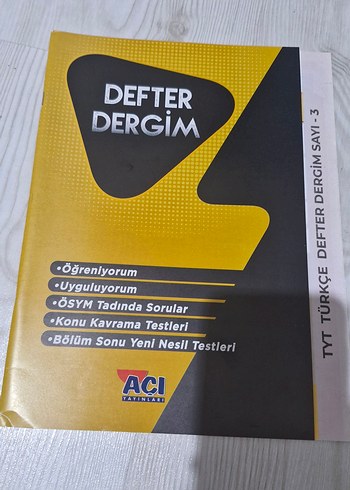 DEFTER
DERGİM
•Öğreniyorum
•Uyguluyorum
•ÖSYM Tadında Sorular
•Konu Kavrama Testleri
•Bölüm Sonu Yeni Nesil Testleri
AÇI
YAYINLARI
TYT TÜRKÇE DEFTER DERGİM SAYI - 3